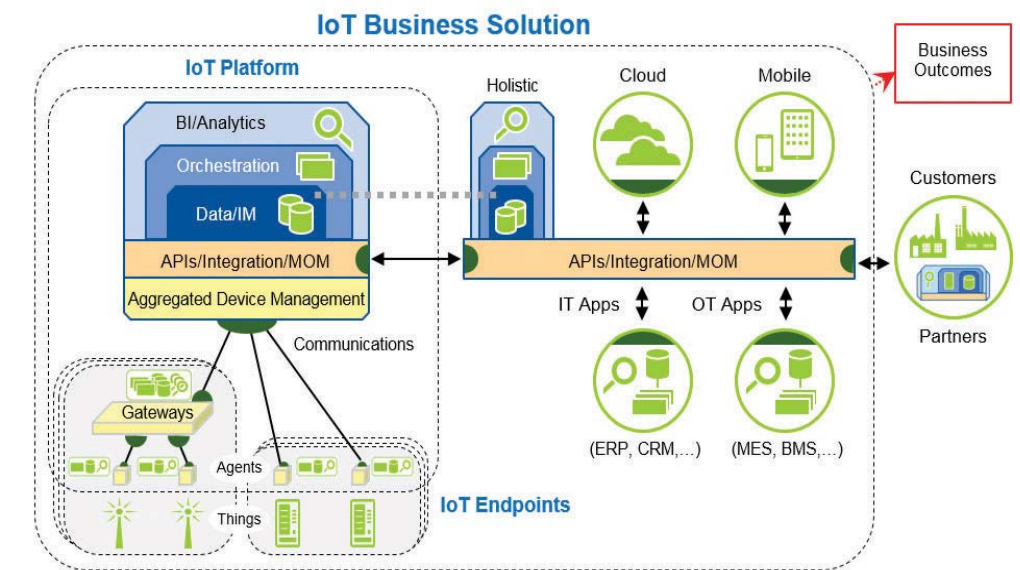 IoT Business Solution
Business
Outcomes
IoT Platform
Holistic
Cloud
Mobile
BI/Analytics
Orchestration
Data/IM
Customers
APIs/Integration/MOM
APIs/Integration/MOM
Aggregated Device Management
IT Apps
OT Apps
Partners
Communications
Gateways
(ERP, CRM,...)
(MES, BMS,...)
Agents
IoT Endpoints
Things